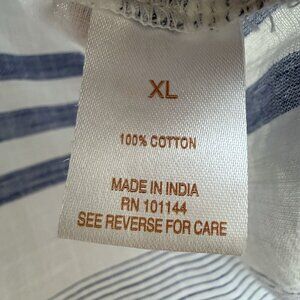 XL
100% COTTON
MADE IN INDIA
RN 101144
SEE REVERSE FOR CARE